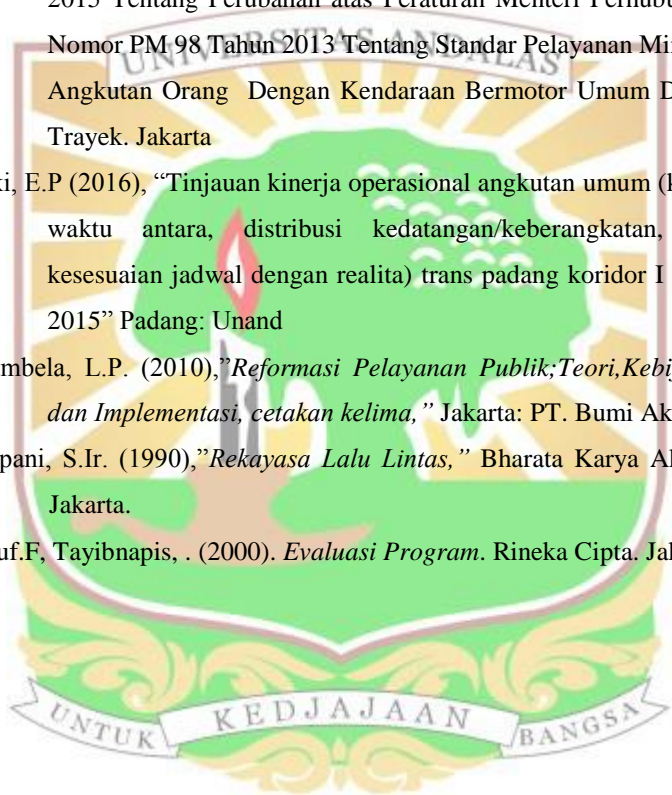 2015 Tentang Perubahan atas Peraturan Menteri Perhubu
Nomor PM 98 Tahun 2013 Tentang Standar Pelayanan Mi
UNIVERSITAS ANDALAS
Angkutan Orang Dengan Kendaraan Bermotor Umum D
Trayek. Jakarta
ki, E.P (2016), “Tinjauan kinerja operasional angkutan umum (
waktu antara, distribusi kedatangan/keberangkatan,
kesesuaian jadwal dengan realita) trans padang koridor I
2015” Padang: Unand
mbela, L.P. (2010),”Reformasi Pelayanan Publik;Teori,Kebi
dan Implementasi, cetakan kelima,” Jakarta: PT. Bumi Ak
pani, S.Ir. (1990),”Rekayasa Lalu Lintas,” Bharata Karya A
Jakarta.
uf.F, Tayibnapis, . (2000). Evaluasi Program. Rineka Cipta. Ja
UNTUK KEDJAJAAN BANGSA